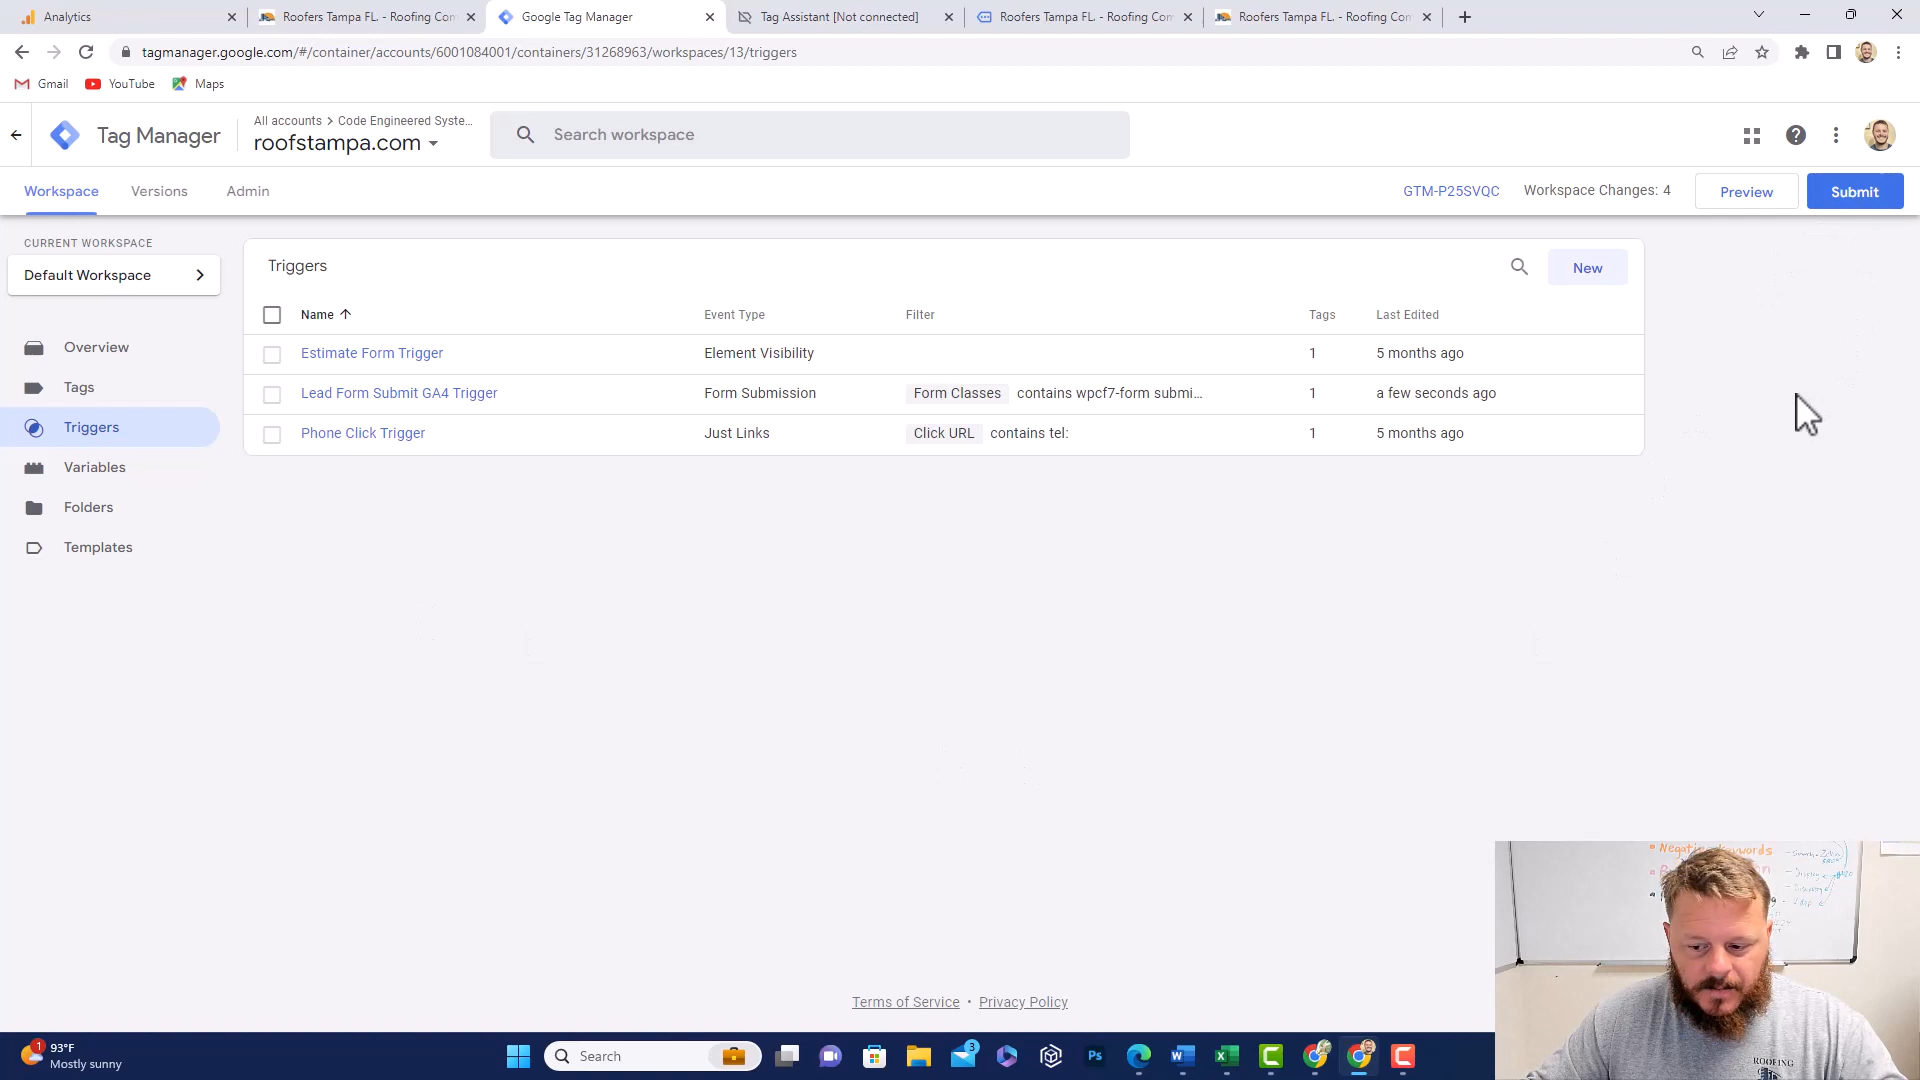 Analytics
Roofers Tampa FL. - Roofing Con
Google Tag Manager
Tag Assistant [Not connected]
Roofers Tampa FL. - Roofing Con
Roofers Tampa FL. - Roofing Con
tagmanager.google.com/#/container/accounts/6001084001/containers/31268963/workspaces/13/triggers
Gmail
YouTube
Maps
Tag Manager
All accounts > Code Engineered Syste...
roofstampa.com
Search workspace
Workspace
Versions
Admin
GTM-P25SVQC
Workspace Changes: 4
Preview
Submit
CURRENT WORKSPACE
Default Workspace
Overview
Tags
Triggers
Variables
Folders
Templates
Triggers
New
Name Event Type Filter Tags Last Edited
Estimate Form Trigger Element Visibility 1 5 months ago
Lead Form Submit GA4 Trigger Form Submission Form Classes contains wpcf7-form submi... 1 a few seconds ago
Phone Click Trigger Just Links Click URL contains tel: 1 5 months ago
Terms of Service • Privacy Policy
Keywords
ROOFING
1
93°F
Mostly sunny
Search
3
Ps